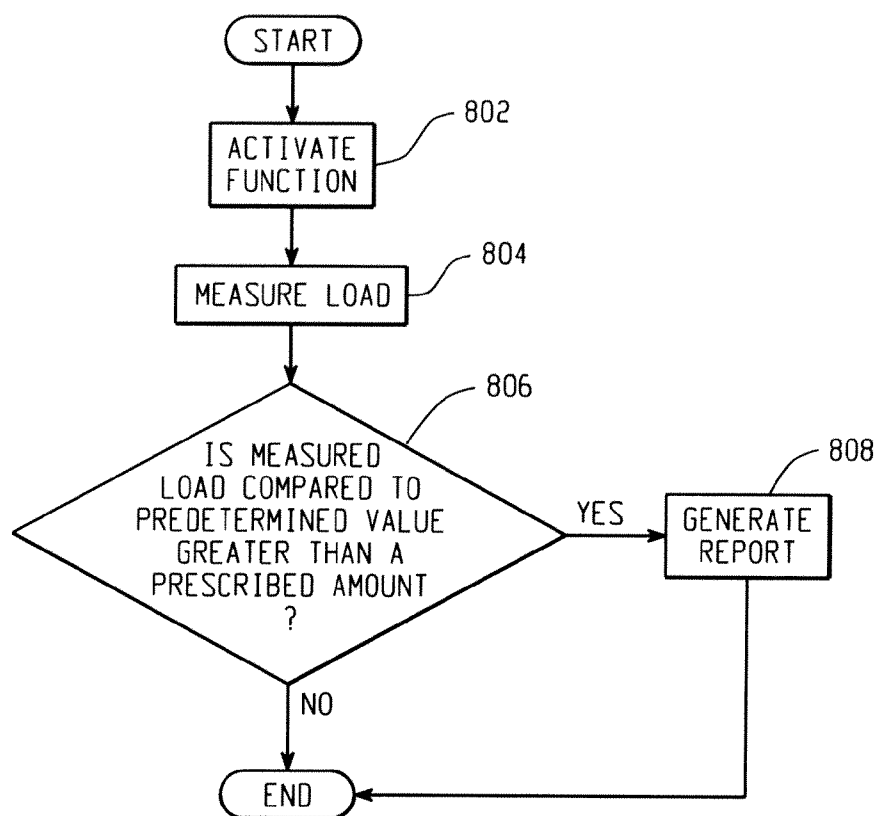 START
802
ACTIVATE
FUNCTION
804
MEASURE LOAD
806
IS MEASURED
LOAD COMPARED TO
PREDETERMINED VALUE
GREATER THAN A
PRESCRIBED AMOUNT
?
YES
808
GENERATE
REPORT
NO
END